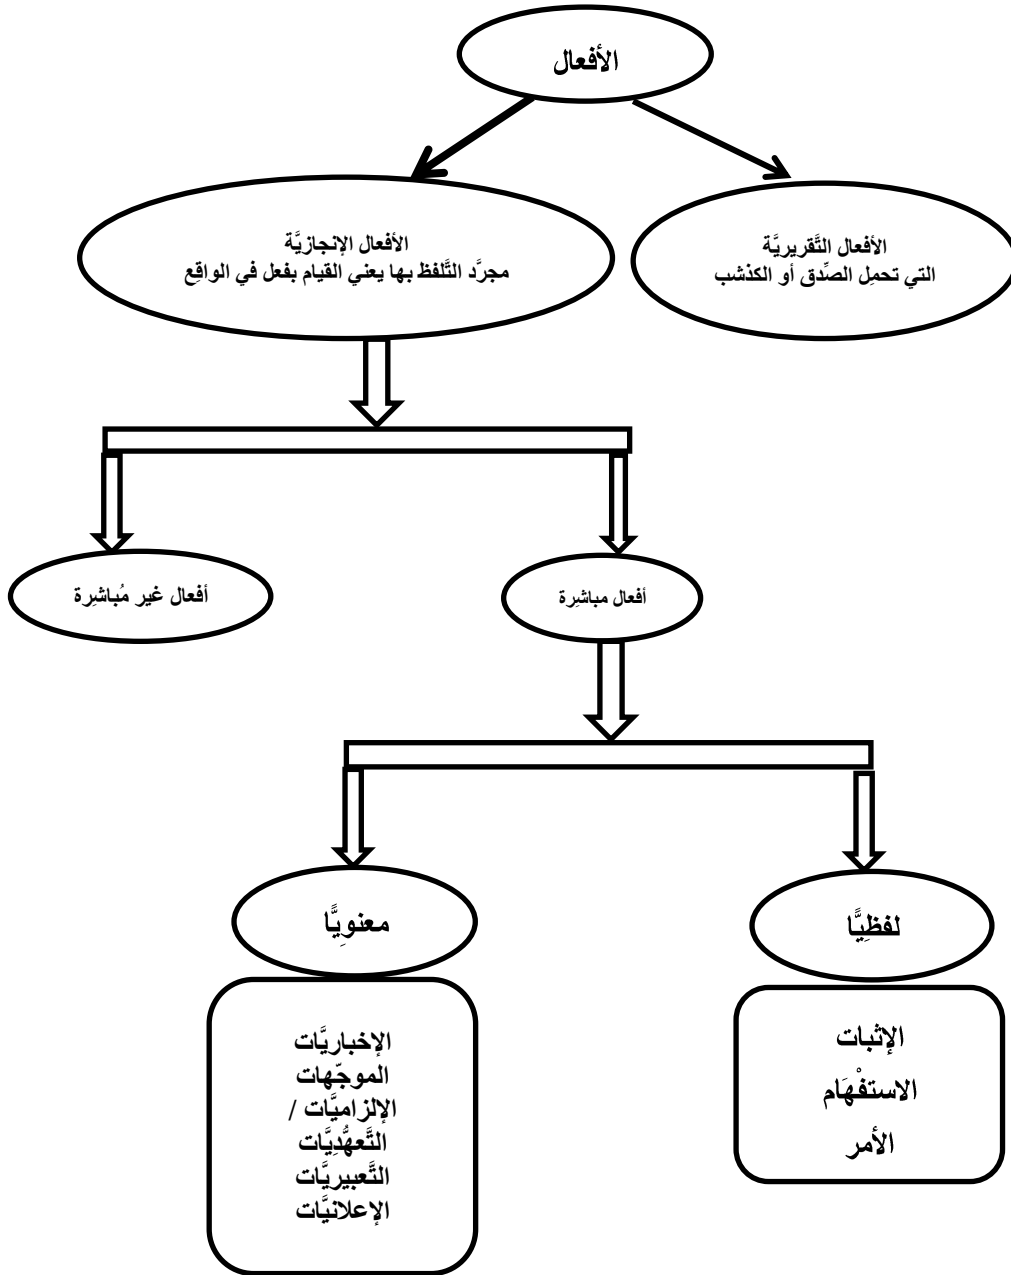 الأفعال
الأفعال التَّقريريَّة
التي تحمِل الصِّدق أو الكذشب
الأفعال الإنجازيَّة
مجرَّد التَّلفظ بها يعني القيام بفعل في الواقِع
أفعال مباشِرة
أفعال غير مُباشِرة
لفظِيًّا
معنويًِّا
الإثبات
الاستفْهَام
الأمر
الإخباريَّات
الموجّهات
الإلزاميَّات /
التَّعهُّدِيَّات
التَّعبيريَّات
الإعلانيَّات